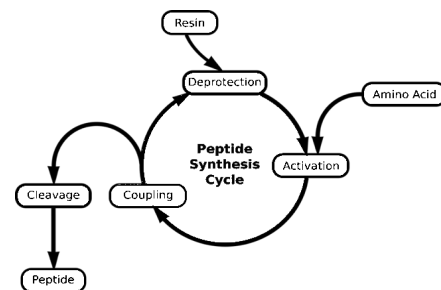 Resin
Deprotection
Amino Acid
Peptide
Synthesis
Cycle
Activation
Cleavage
Coupling
Peptide